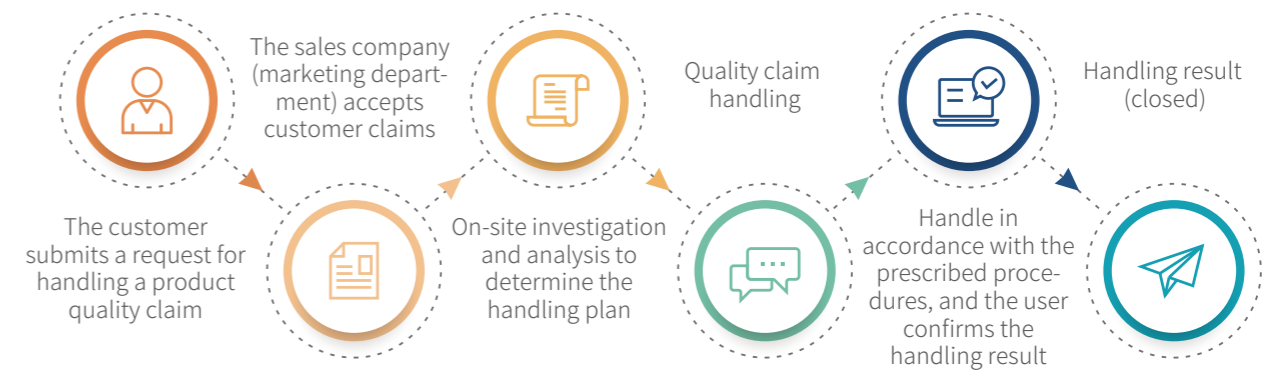 The customer
submits a request for
handling a product
quality claim
The sales company
(marketing depart-
ment) accepts
customer claims
On-site investigation
and analysis to
determine the
handling plan
Quality claim
handling
Handle in
accordance with the
prescribed proce-
dures, and the user
confirms the
handling result
Handling result
(closed)